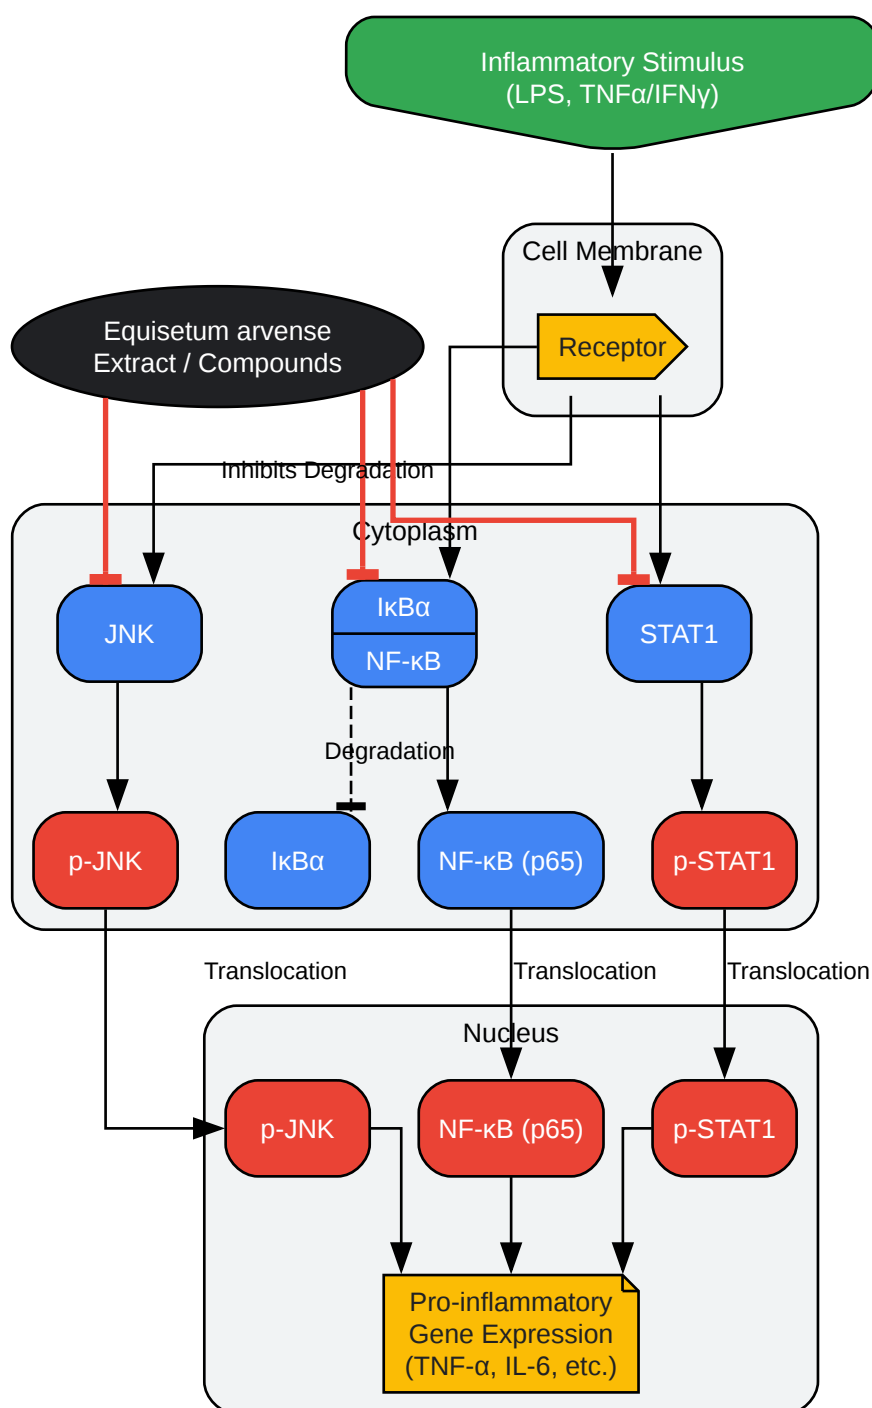 Inflammatory Stimulus
(LPS, TNFα/IFNγ)
Cell Membrane
Equisetum arvense
Extract / Compounds
Receptor
Inhibits Degradation
Cytoplasm
JNK
IκBα
NF-κB
STAT1
Degradation
p-JNK
IκBα
NF-κB (p65)
p-STAT1
Translocation
Translocation
Translocation
Nucleus
p-JNK
NF-κB (p65)
p-STAT1
Pro-inflammatory
Gene Expression
(TNF-α, IL-6, etc.)